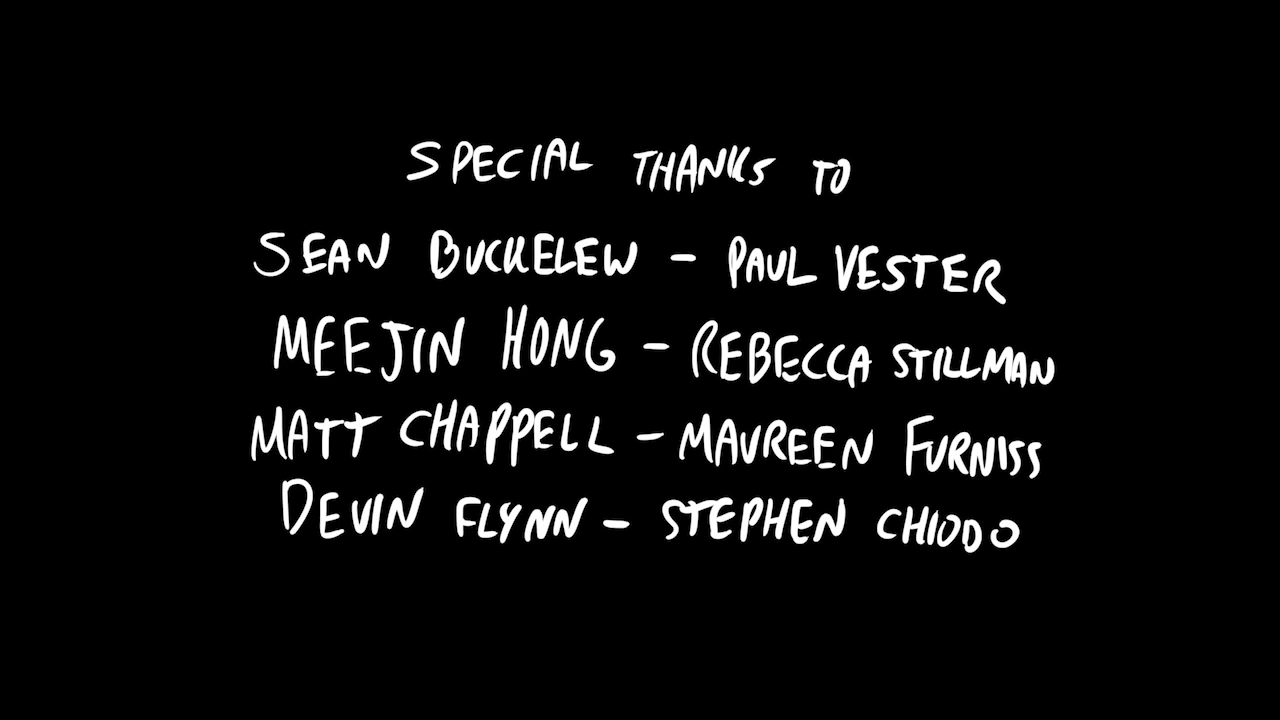 SPECIAL THANKS TO
SEAN BUCKELEW - PAUL VESTER
MEEJIN HONG - REBECCA STILLMAN
MATT CHAPPELL - MAUREEN FURNISS
DEVIN FLYNN - STEPHEN CHIODO